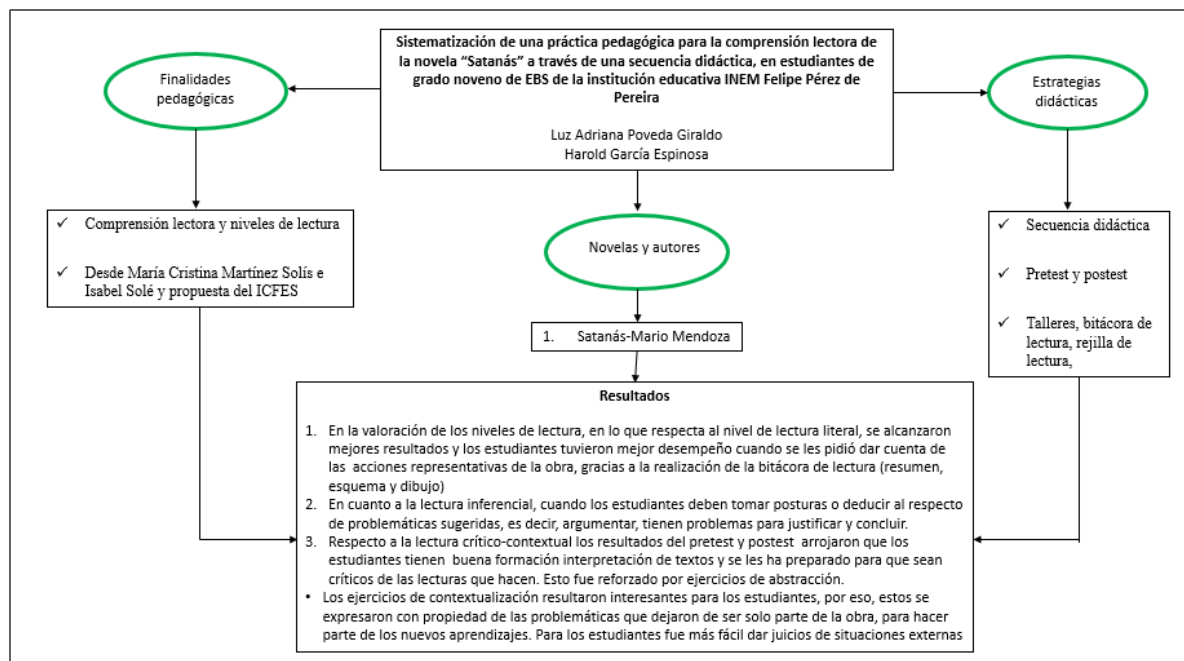 Sistematización de una práctica pedagógica para la comprensión lectora de
la novela “Satanás” a través de una secuencia didáctica, en estudiantes de
grado noveno de EBS de la institución educativa INEM Felipe Pérez de
Pereira
Luz Adriana Poveda Giraldo
Harold García Espinosa
Finalidades
pedagógicas
Estrategias
didácticas
✓ Comprensión lectora y niveles de lectura
✓ Desde María Cristina Martínez Solís e
Isabel Solé y propuesta del ICFES
Novelas y autores
1. Satanás-Mario Mendoza
✓ Secuencia didáctica
✓ Pretest y postest
✓ Talleres, bitácora de
lectura, rejilla de
lectura,
Resultados
1. En la valoración de los niveles de lectura, en lo que respecta al nivel de lectura literal, se alcanzaron
mejores resultados y los estudiantes tuvieron mejor desempeño cuando se les pidió dar cuenta de
las acciones representativas de la obra, gracias a la realización de la bitácora de lectura (resumen,
esquema y dibujo)
2. En cuanto a la lectura inferencial, cuando los estudiantes deben tomar posturas o deducir al respecto
de problemáticas sugeridas, es decir, argumentar, tienen problemas para justificar y concluir.
3. Respecto a la lectura crítico-contextual los resultados del pretest y postest arrojaron que los
estudiantes tienen buena formación interpretación de textos y se les ha preparado para que sean
críticos de las lecturas que hacen. Esto fue reforzado por ejercicios de abstracción.
• Los ejercicios de contextualización resultaron interesantes para los estudiantes, por eso, estos se
expresaron con propiedad de las problemáticas que dejaron de ser solo parte de la obra, para hacer
parte de los nuevos aprendizajes. Para los estudiantes fue más fácil dar juicios de situaciones externas